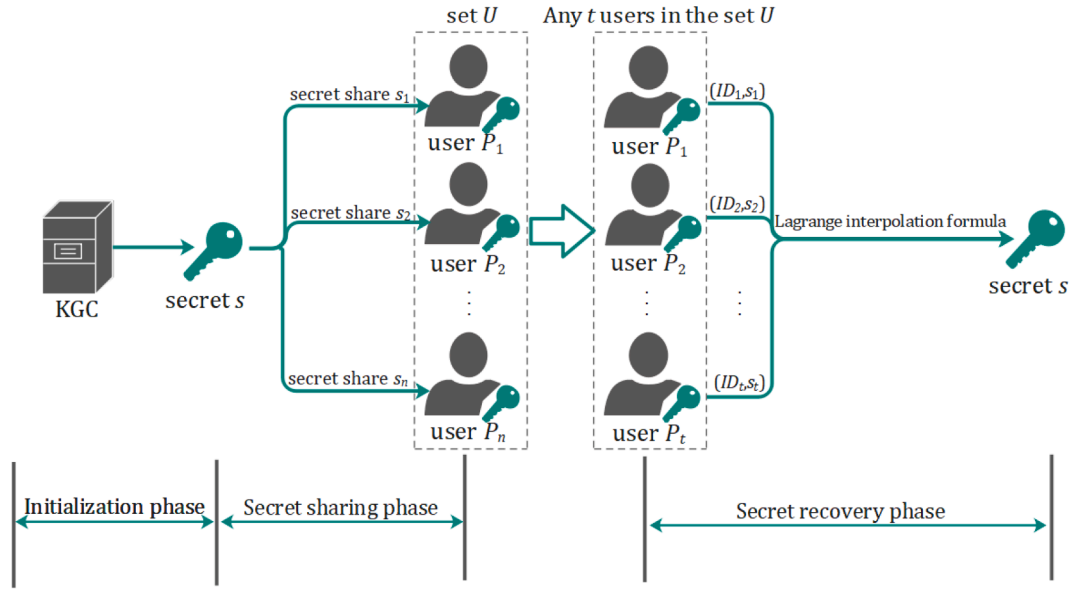 set U
Any t users in the set U
secret share s₁
user P₁
(ID₁,s₁)
user P₁
secret share s₂
user P₂
(ID₂,s₂)
user P₂
Lagrange interpolation formula
KGC
secret s
secret s
secret share sₙ
user Pₙ
(IDₜ,sₜ)
user Pₜ
Initialization phase
Secret sharing phase
Secret recovery phase